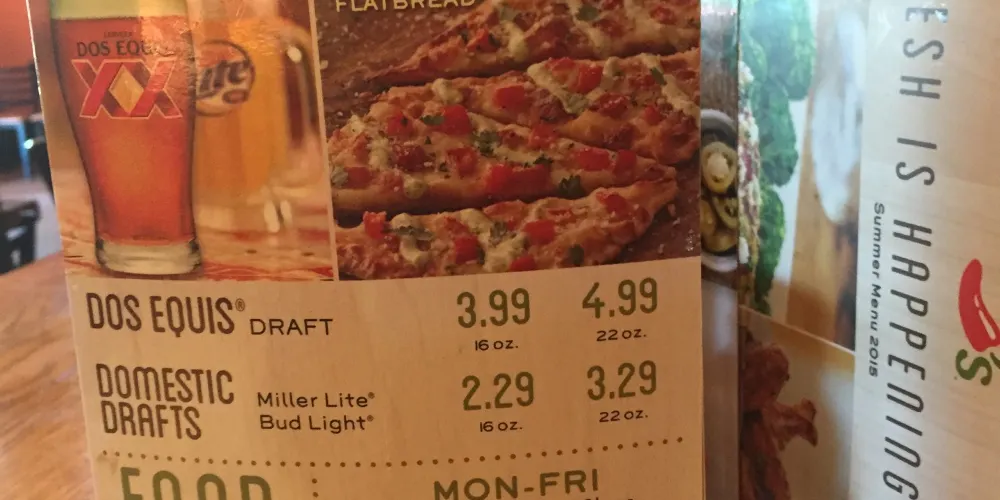 FLATBREAD
CERVEZA
DOS EQUIS
XX
Lite
DOS EQUIS® DRAFT 3.99 4.99
16 oz. 22 oz.
DOMESTIC DRAFTS Miller Lite® 2.29 3.29
Bud Light® 16 oz. 22 oz.
FOOD MON-FRI
ESH IS HAPPENING
Summer Menu 2015
's